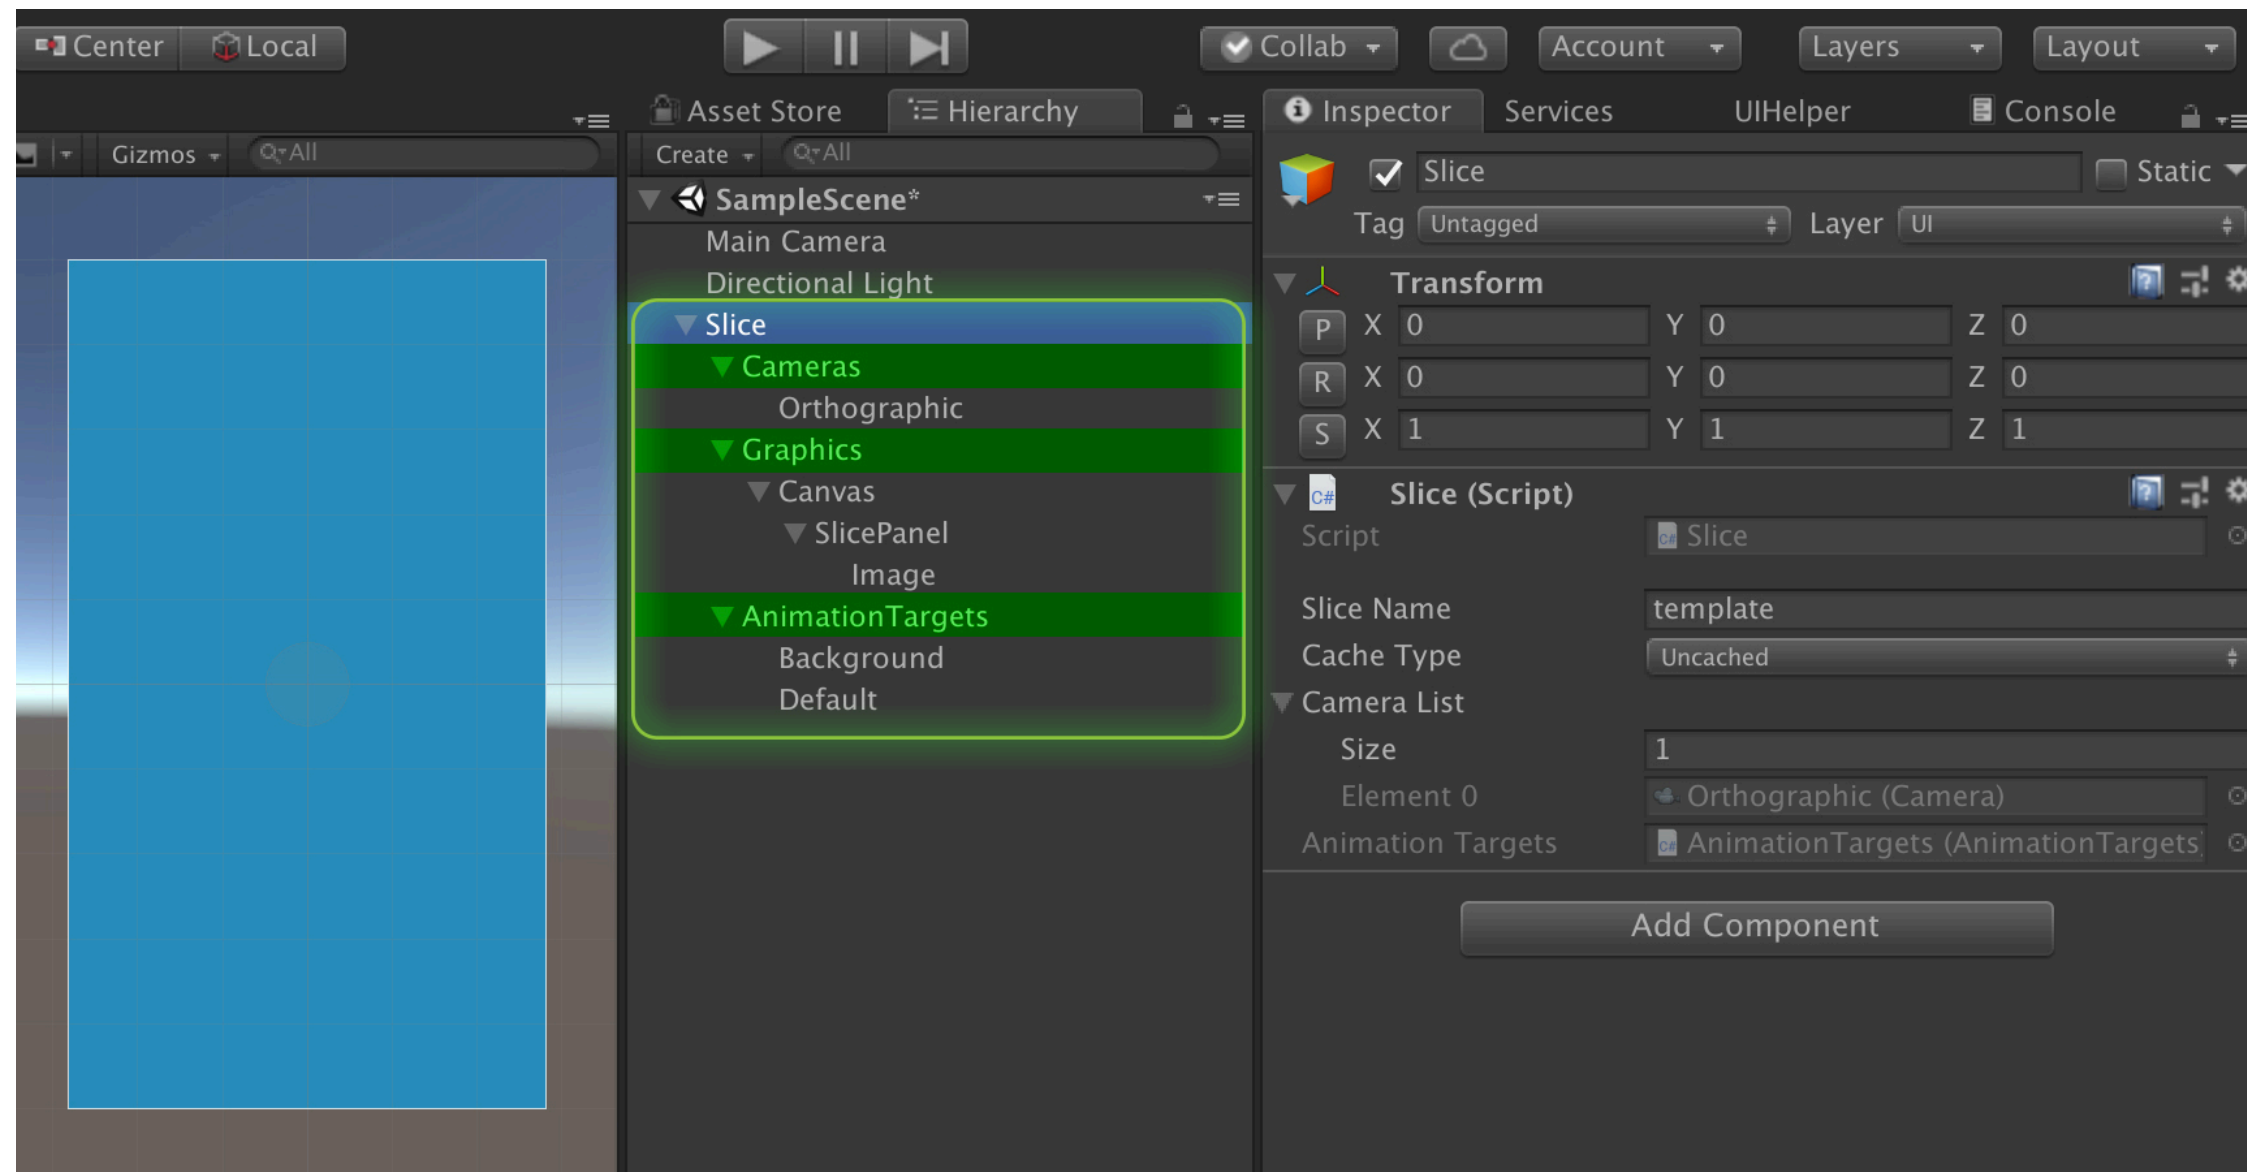 Center Local Collab Account Layers Layout
Asset Store Hierarchy Inspector Services UIHelper Console
Gizmos All Create All
Slice Static
SampleScene*
Tag Untagged Layer UI
Main Camera
Directional Light
Transform
Slice
P X 0 Y 0 Z 0
Cameras
R X 0 Y 0 Z 0
Orthographic
S X 1 Y 1 Z 1
Graphics
Canvas
C# Slice (Script)
SlicePanel
Script Slice
Image
Slice Name template
AnimationTargets
Cache Type Uncached
Background
Default
Camera List
Size 1
Element 0 Orthographic (Camera)
Animation Targets AnimationTargets (AnimationTargets)
Add Component